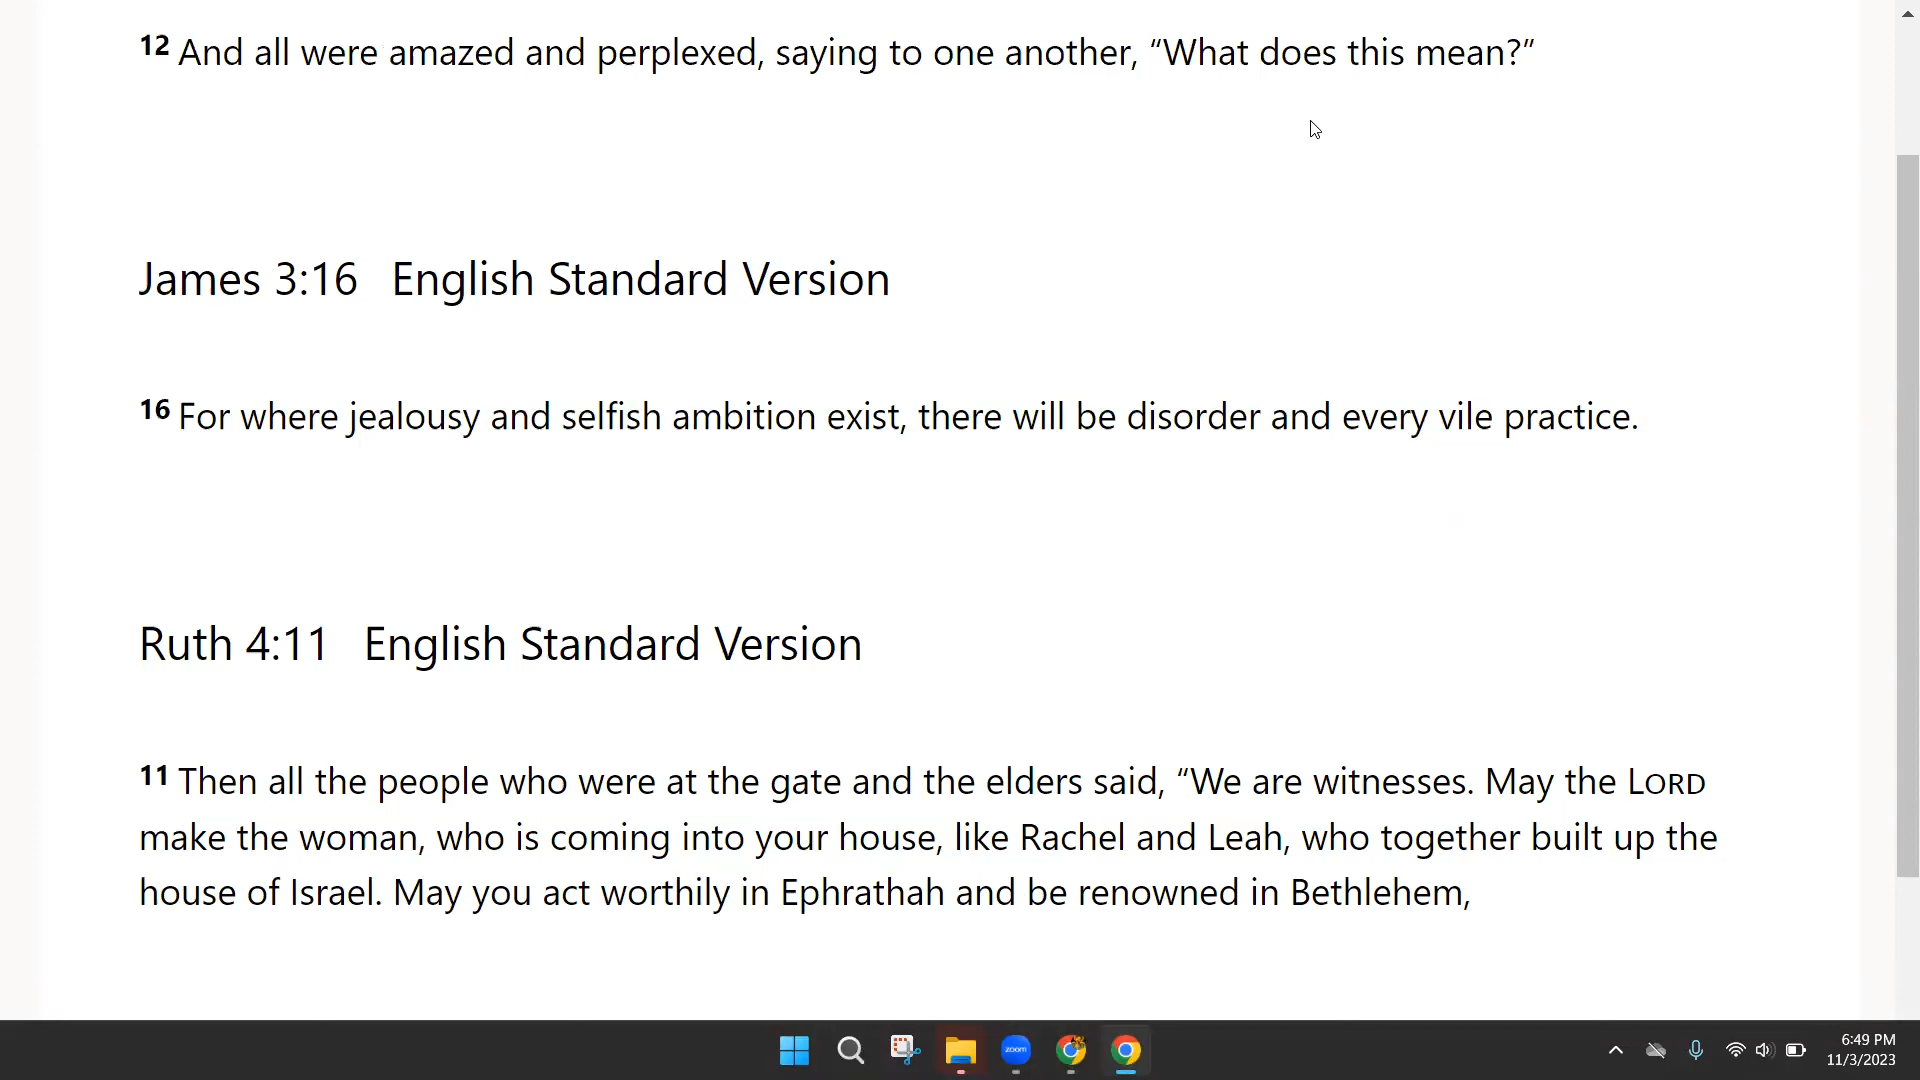 12 And all were amazed and perplexed, saying to one another, “What does this mean?”
James 3:16 English Standard Version
16 For where jealousy and selfish ambition exist, there will be disorder and every vile practice.
Ruth 4:11 English Standard Version
11 Then all the people who were at the gate and the elders said, “We are witnesses. May the LORD
make the woman, who is coming into your house, like Rachel and Leah, who together built up the
house of Israel. May you act worthily in Ephrathah and be renowned in Bethlehem,
zoom
6:49 PM
11/3/2023